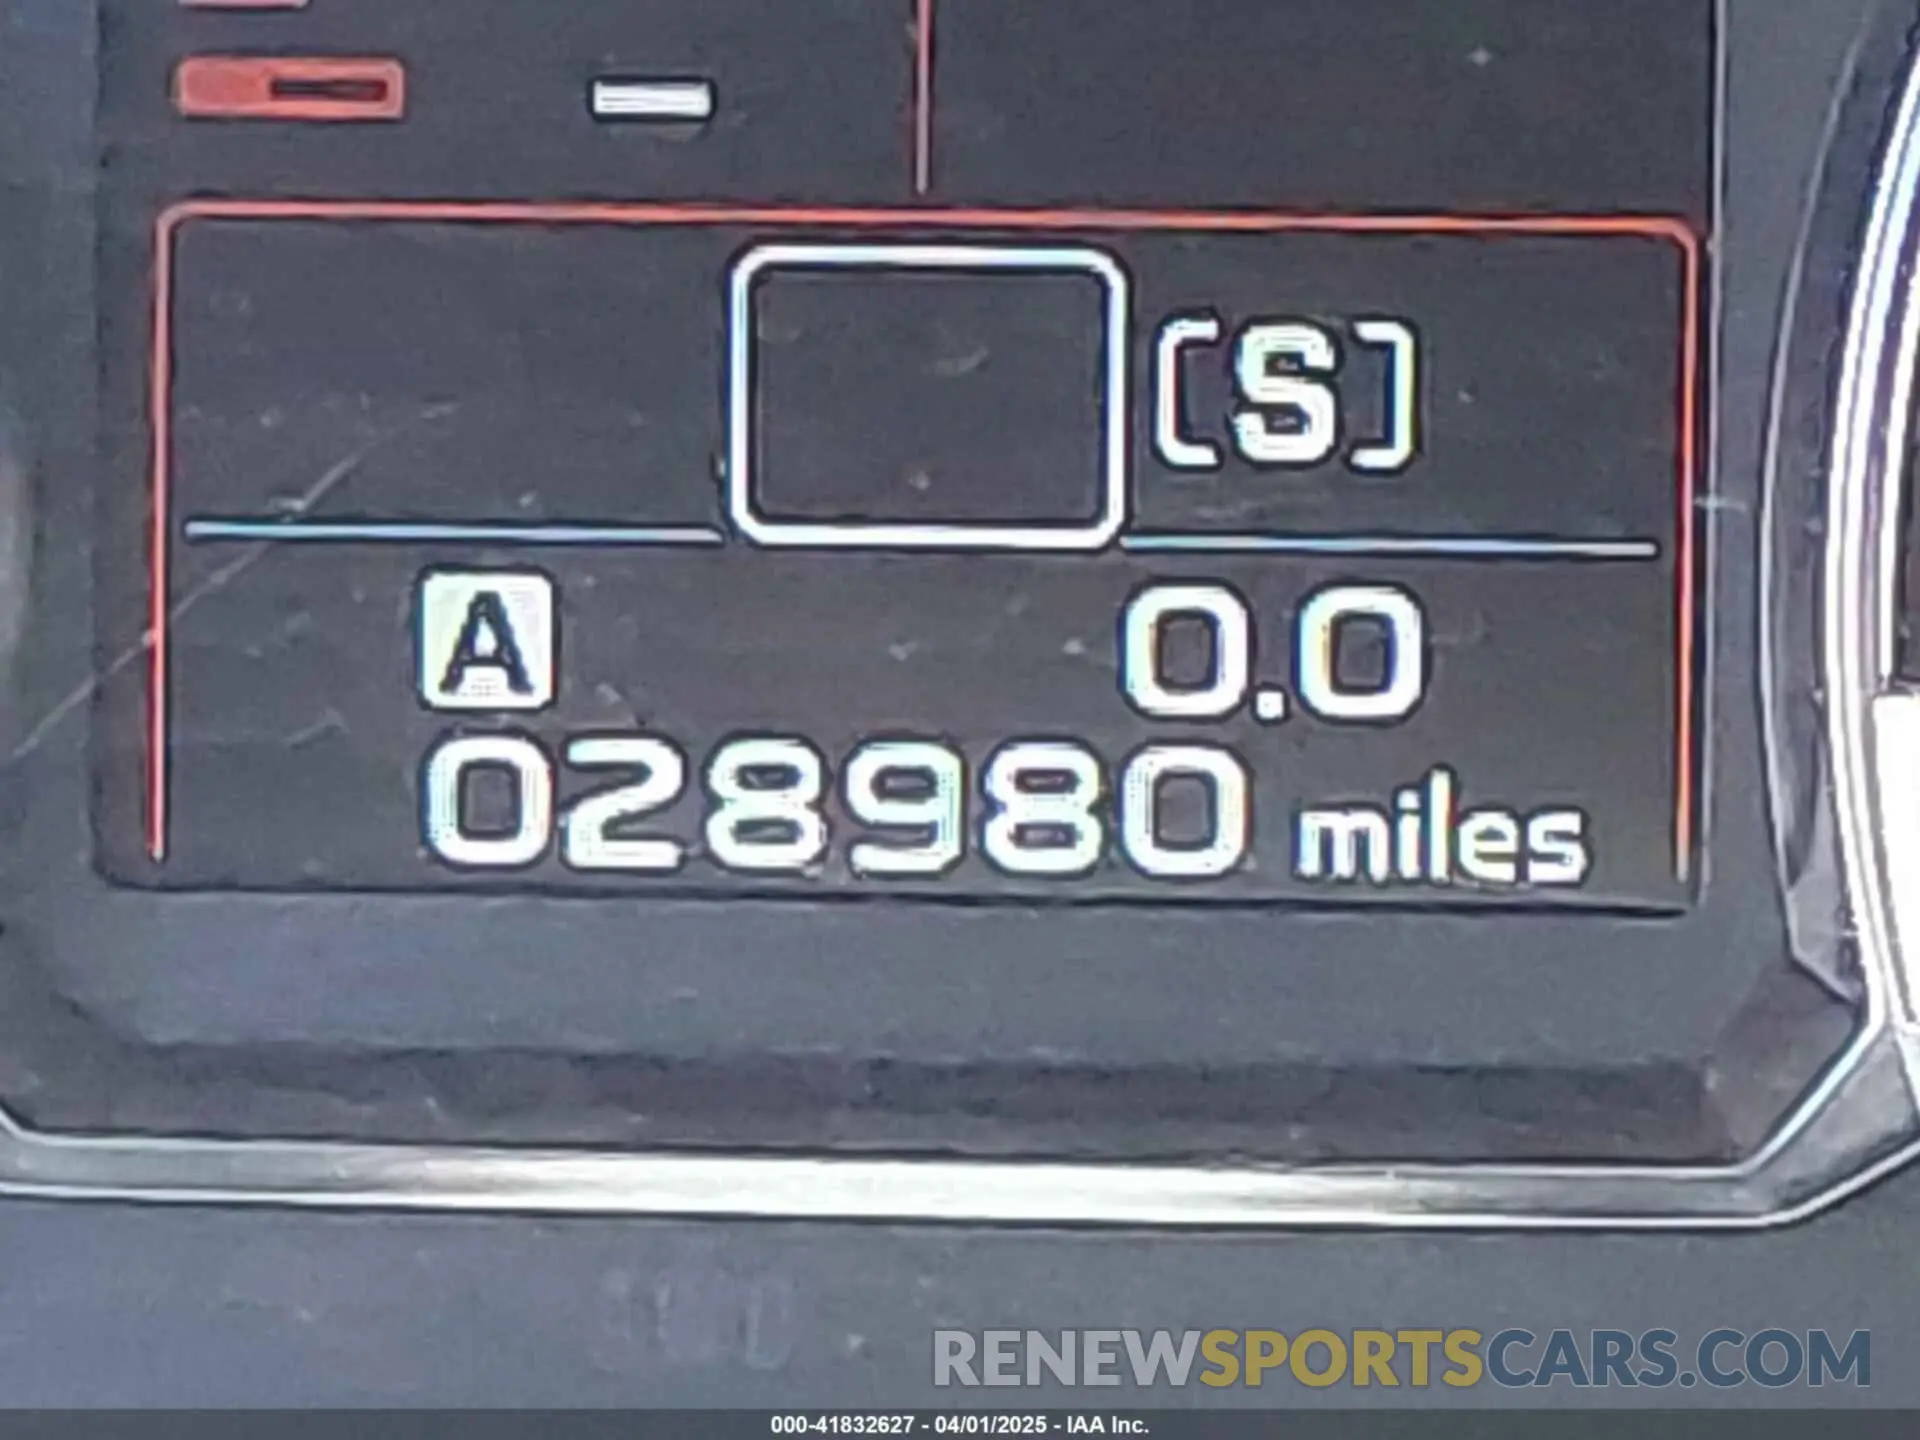 [S]
A 0.0
028980 miles
RENEWSPORTSCARS.COM
000-41832627 - 04/01/2025 - IAA Inc.